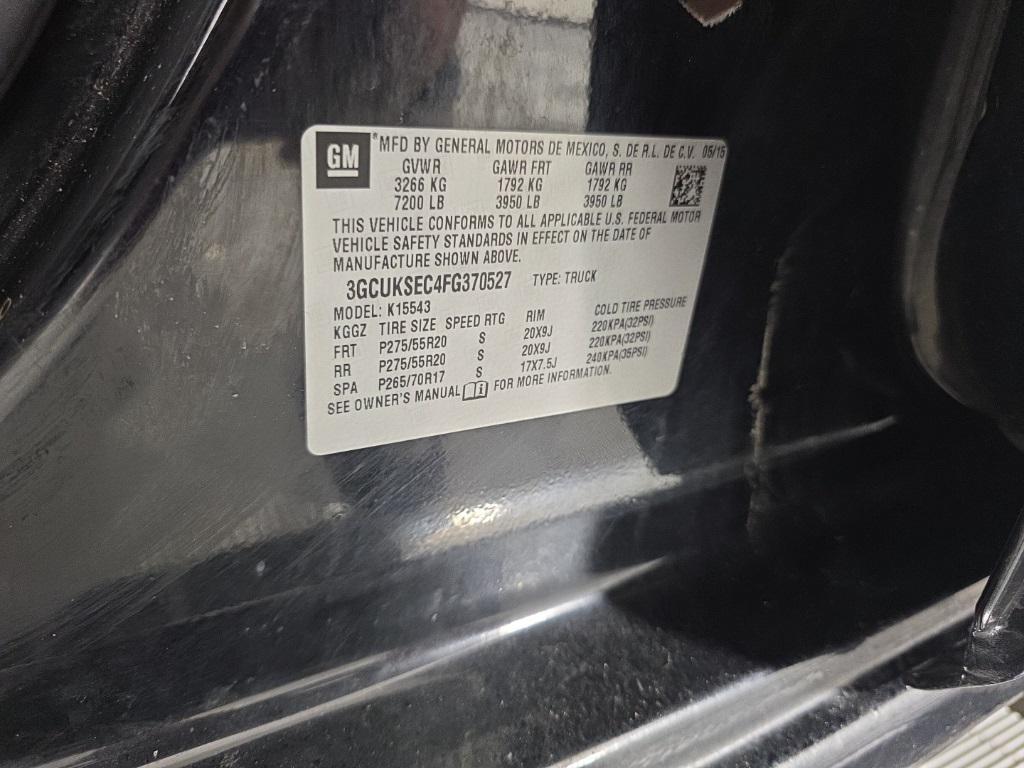 GM ® MFD BY GENERAL MOTORS DE MEXICO, S. DE R.L. DE C.V. 05/15
GVWR GAWR FRT GAWR RR
3266 KG 1792 KG 1792 KG
7200 LB 3950 LB 3950 LB
THIS VEHICLE CONFORMS TO ALL APPLICABLE U.S. FEDERAL MOTOR
VEHICLE SAFETY STANDARDS IN EFFECT ON THE DATE OF
MANUFACTURE SHOWN ABOVE.
3GCUKSEC4FG370527 TYPE: TRUCK
MODEL: K15543
KGGZ TIRE SIZE SPEED RTG RIM COLD TIRE PRESSURE
FRT P275/55R20 S 20X9J 220KPA(32PSI)
RR P275/55R20 S 20X9J 220KPA(32PSI)
SPA P265/70R17 S 17X7.5J 240KPA(35PSI)
SEE OWNER'S MANUAL i FOR MORE INFORMATION.